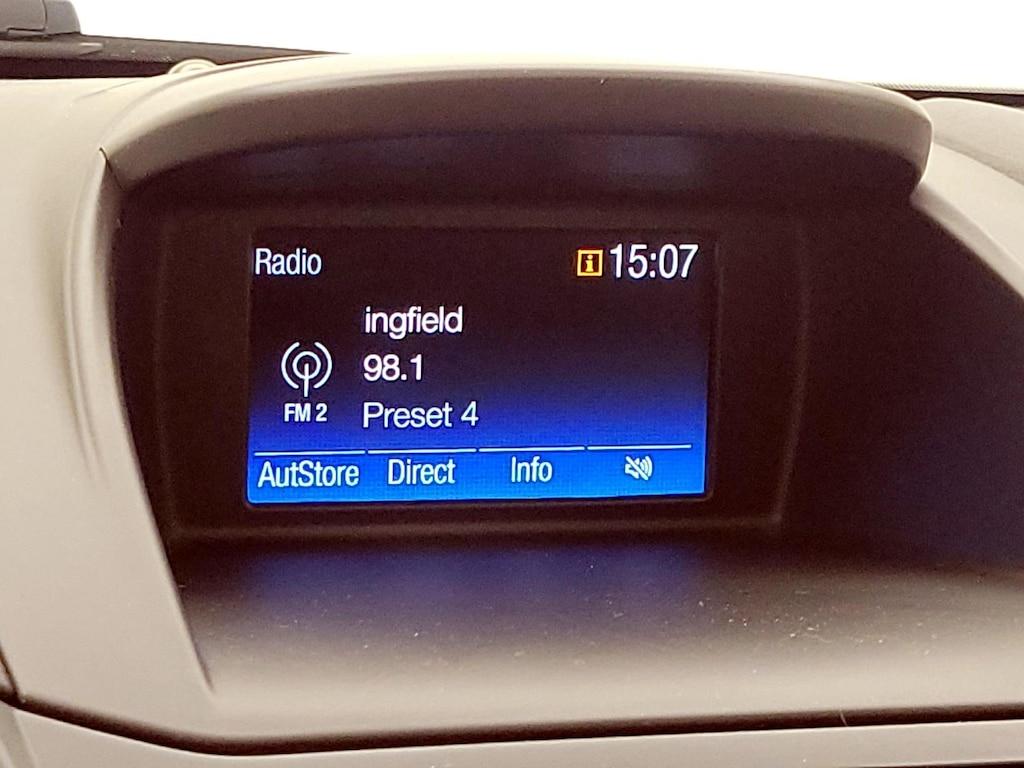 Radio
i 15:07
ingfield
98.1
FM 2
Preset 4
AutStore Direct Info